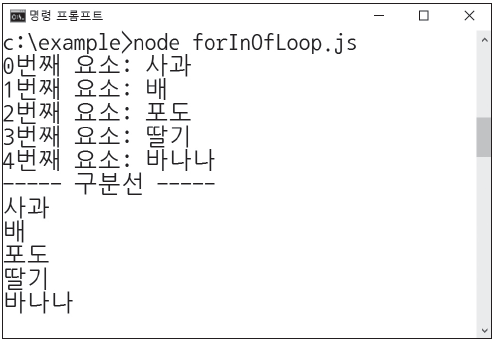 명령 프롬프트
c:\example>node forInOfLoop.js
0번째 요소: 사과
1번째 요소: 배
2번째 요소: 포도
3번째 요소: 딸기
4번째 요소: 바나나
----- 구분선 -----
사과
배
포도
딸기
바나나